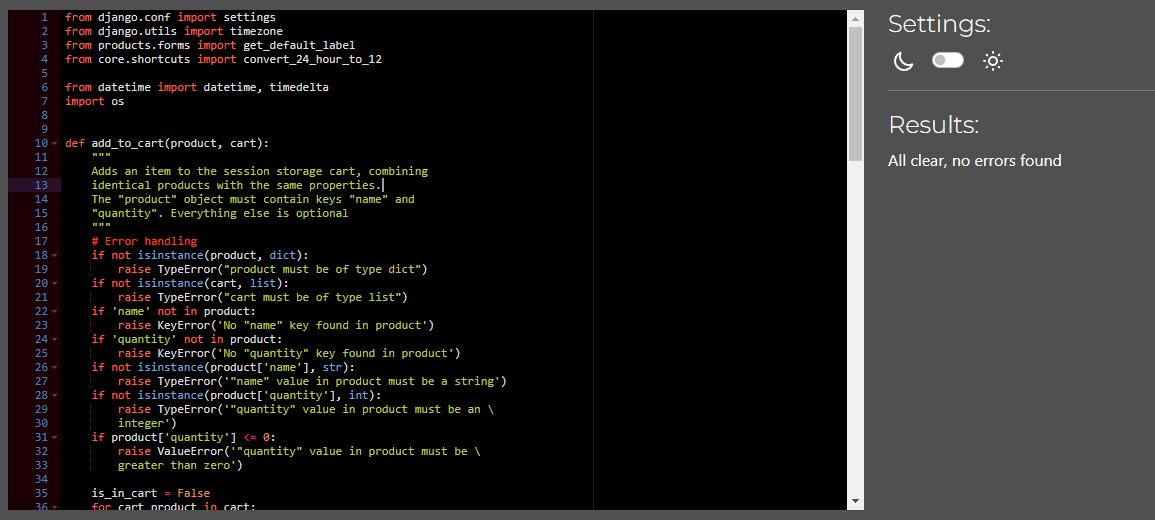 1 from django.conf import settings
2 from django.utils import timezone
3 from products.forms import get_default_label
4 from core.shortcuts import convert_24_hour_to_12
5
6 from datetime import datetime, timedelta
7 import os
8
9
10 def add_to_cart(product, cart):
11     """
12     Adds an item to the session storage cart, combining
13     identical products with the same properties.
14     The "product" object must contain keys "name" and
15     "quantity". Everything else is optional
16     """
17     # Error handling
18     if not isinstance(product, dict):
19         raise TypeError("product must be of type dict")
20     if not isinstance(cart, list):
21         raise TypeError("cart must be of type list")
22     if 'name' not in product:
23         raise KeyError('No "name" key found in product')
24     if 'quantity' not in product:
25         raise KeyError('No "quantity" key found in product')
26     if not isinstance(product['name'], str):
27         raise TypeError('"name" value in product must be a string')
28     if not isinstance(product['quantity'], int):
29         raise TypeError('"quantity" value in product must be an \
30         integer')
31     if product['quantity'] <= 0:
32         raise ValueError('"quantity" value in product must be \
33         greater than zero')
34
35     is_in_cart = False
36     for cart_product in cart:
Settings:
Results:
All clear, no errors found